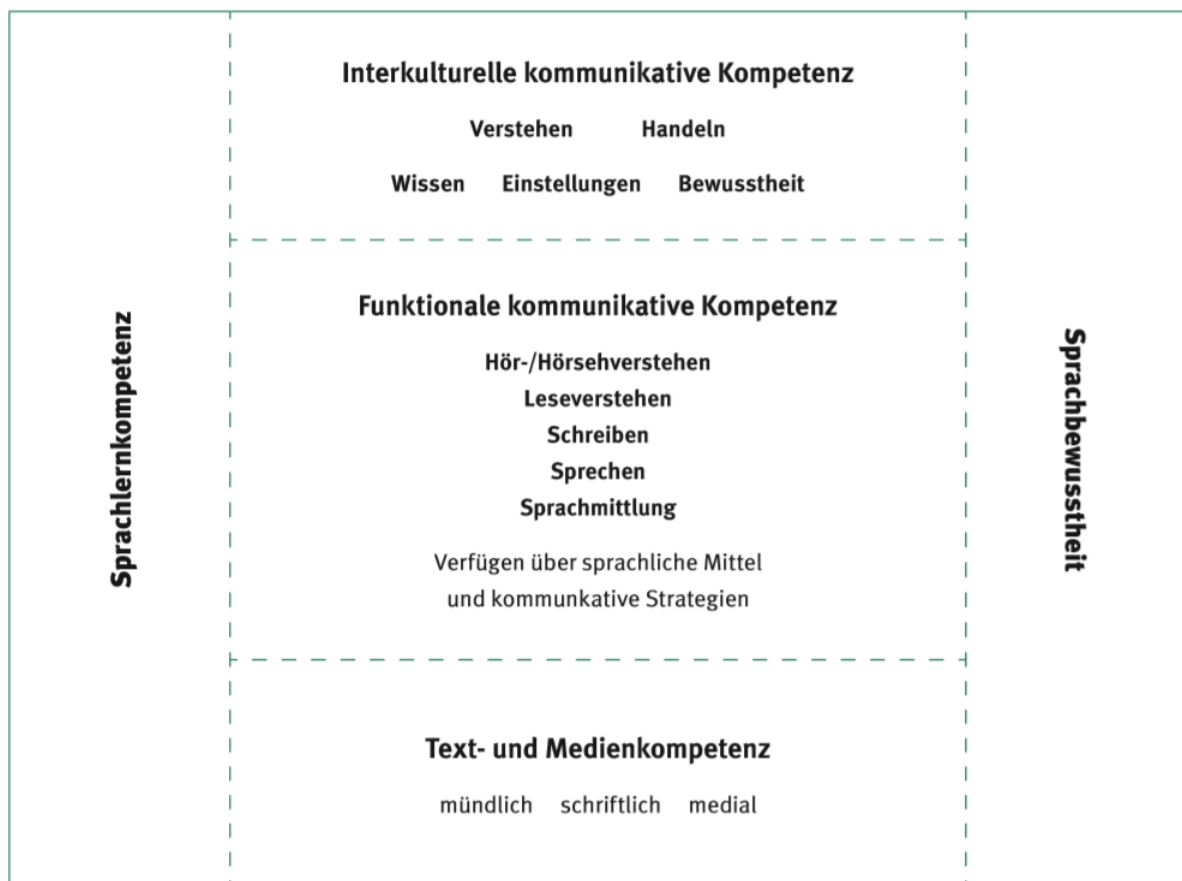 Interkulturelle kommunikative Kompetenz
Verstehen Handeln
Wissen Einstellungen Bewusstheit
Sprachlernkompetenz
Funktionale kommunikative Kompetenz
Hör-/Hörsehverstehen
Leseverstehen
Schreiben
Sprechen
Sprachmittlung
Verfügen über sprachliche Mittel
und kommunkative Strategien
Sprachbewusstheit
Text- und Medienkompetenz
mündlich schriftlich medial